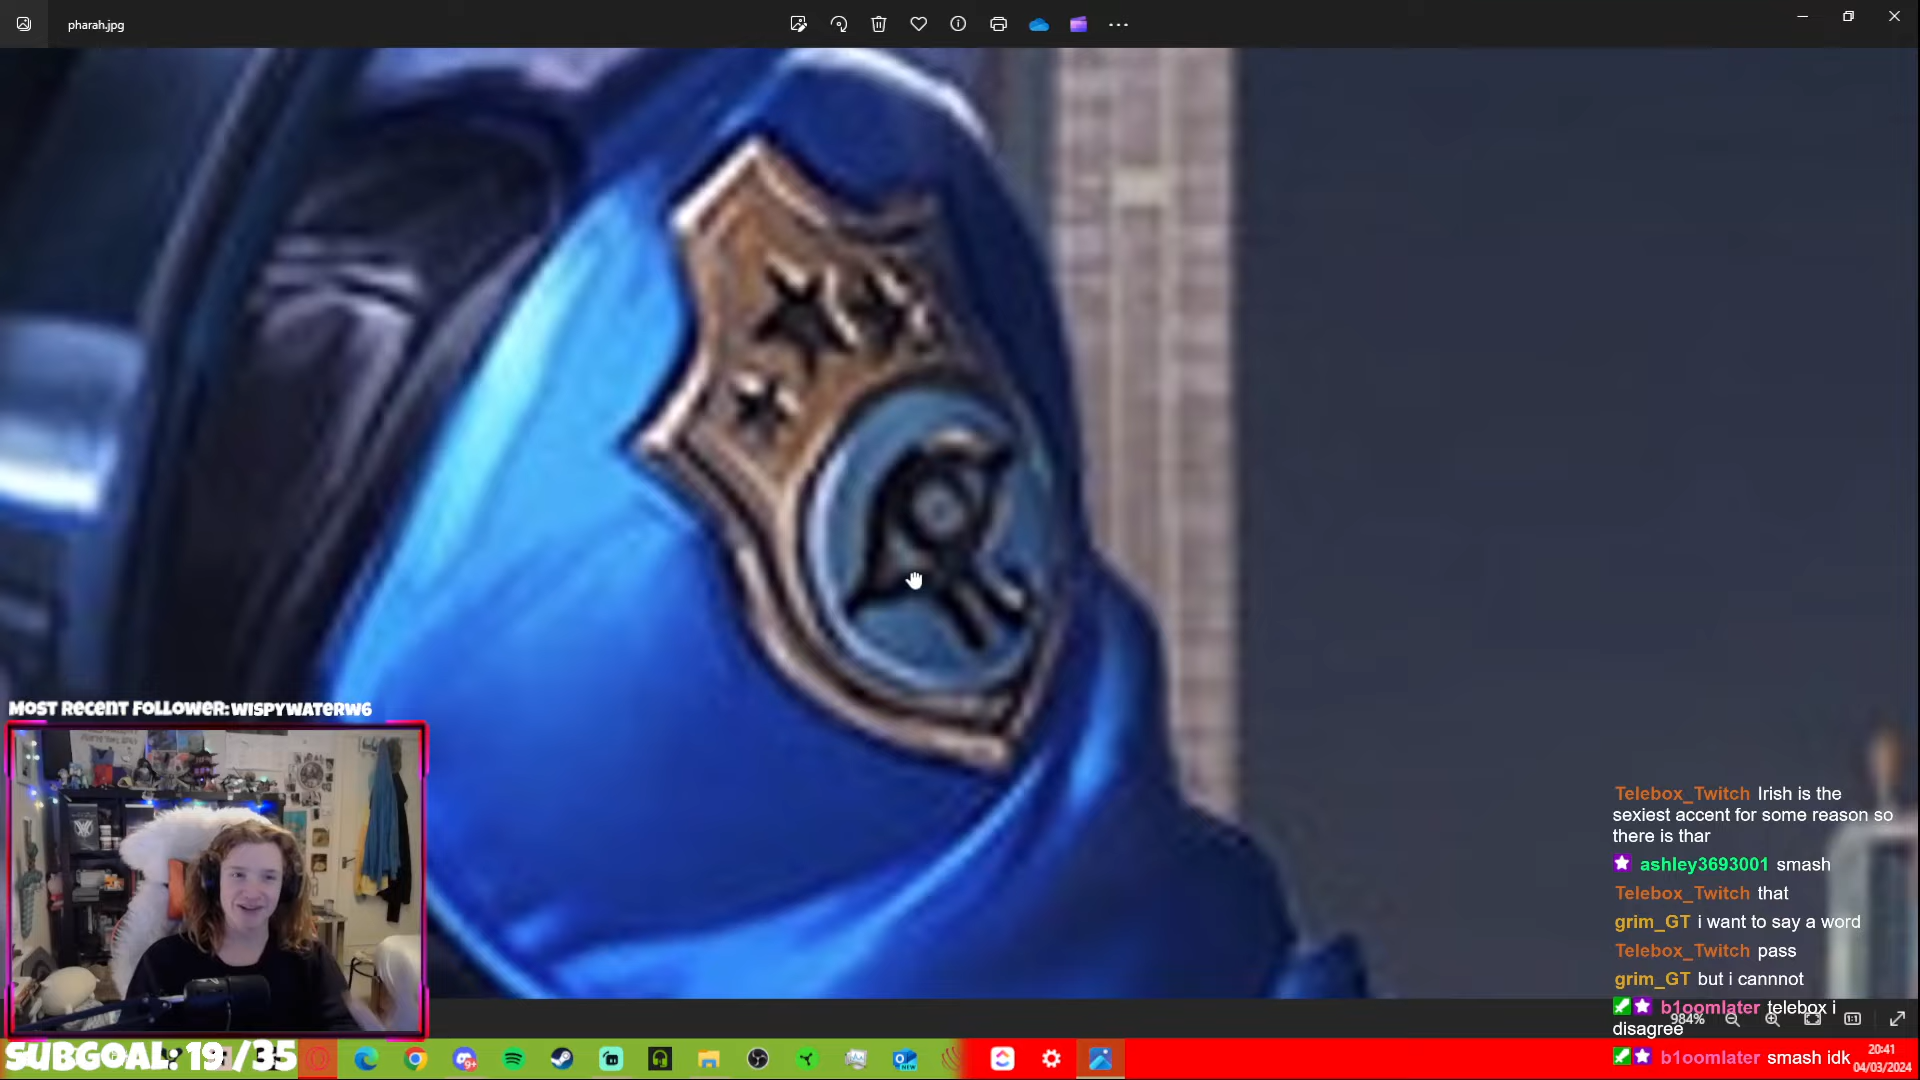 pharah.jpg
MOST RECENT FOLLOWER: WISPYWATERW6
Telebox_Twitch Irish is the
sexiest accent for some reason so
there is thar
ashley3693001 smash
Telebox_Twitch that
grim_GT i want to say a word
Telebox_Twitch pass
grim_GT but i cannnot
b1oomlater telebox i
disagree
984%
b1oomlater smash idk
SUBGOAL: 19 /35
20:41
04/03/2024